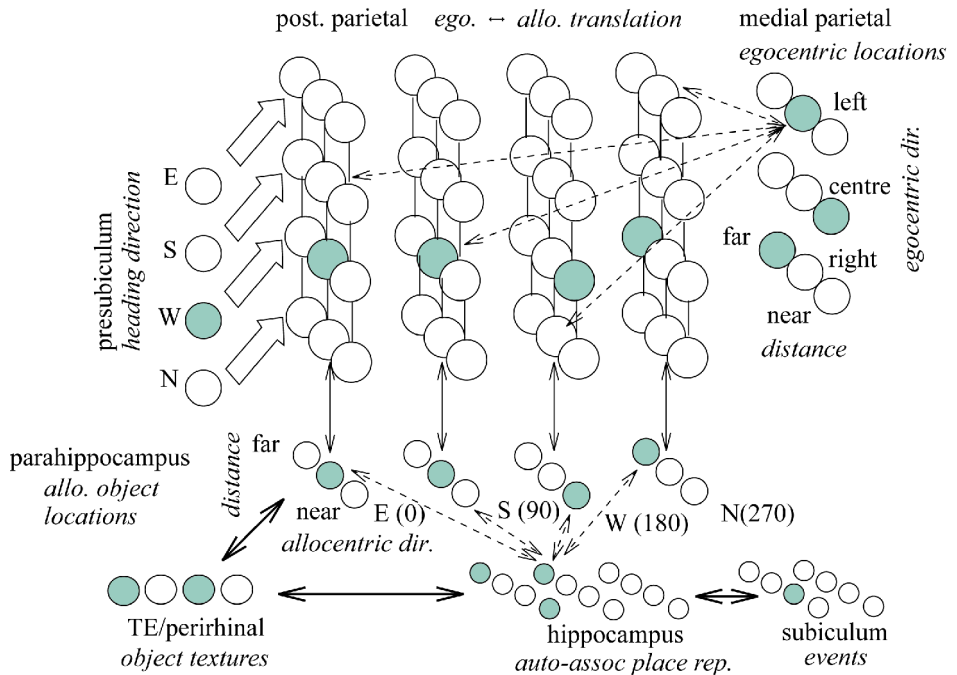 post. parietal ego. ↔ allo. translation
medial parietal
egocentric locations
presubiculum
heading direction
E
S
W
N
left
centre
far
right
near
distance
egocentric dir.
parahippocampus
allo. object
locations
distance
far
near
E (0)
S (90)
W (180)
N(270)
allocentric dir.
TE/perirhinal
object textures
hippocampus
auto-assoc place rep.
subiculum
events